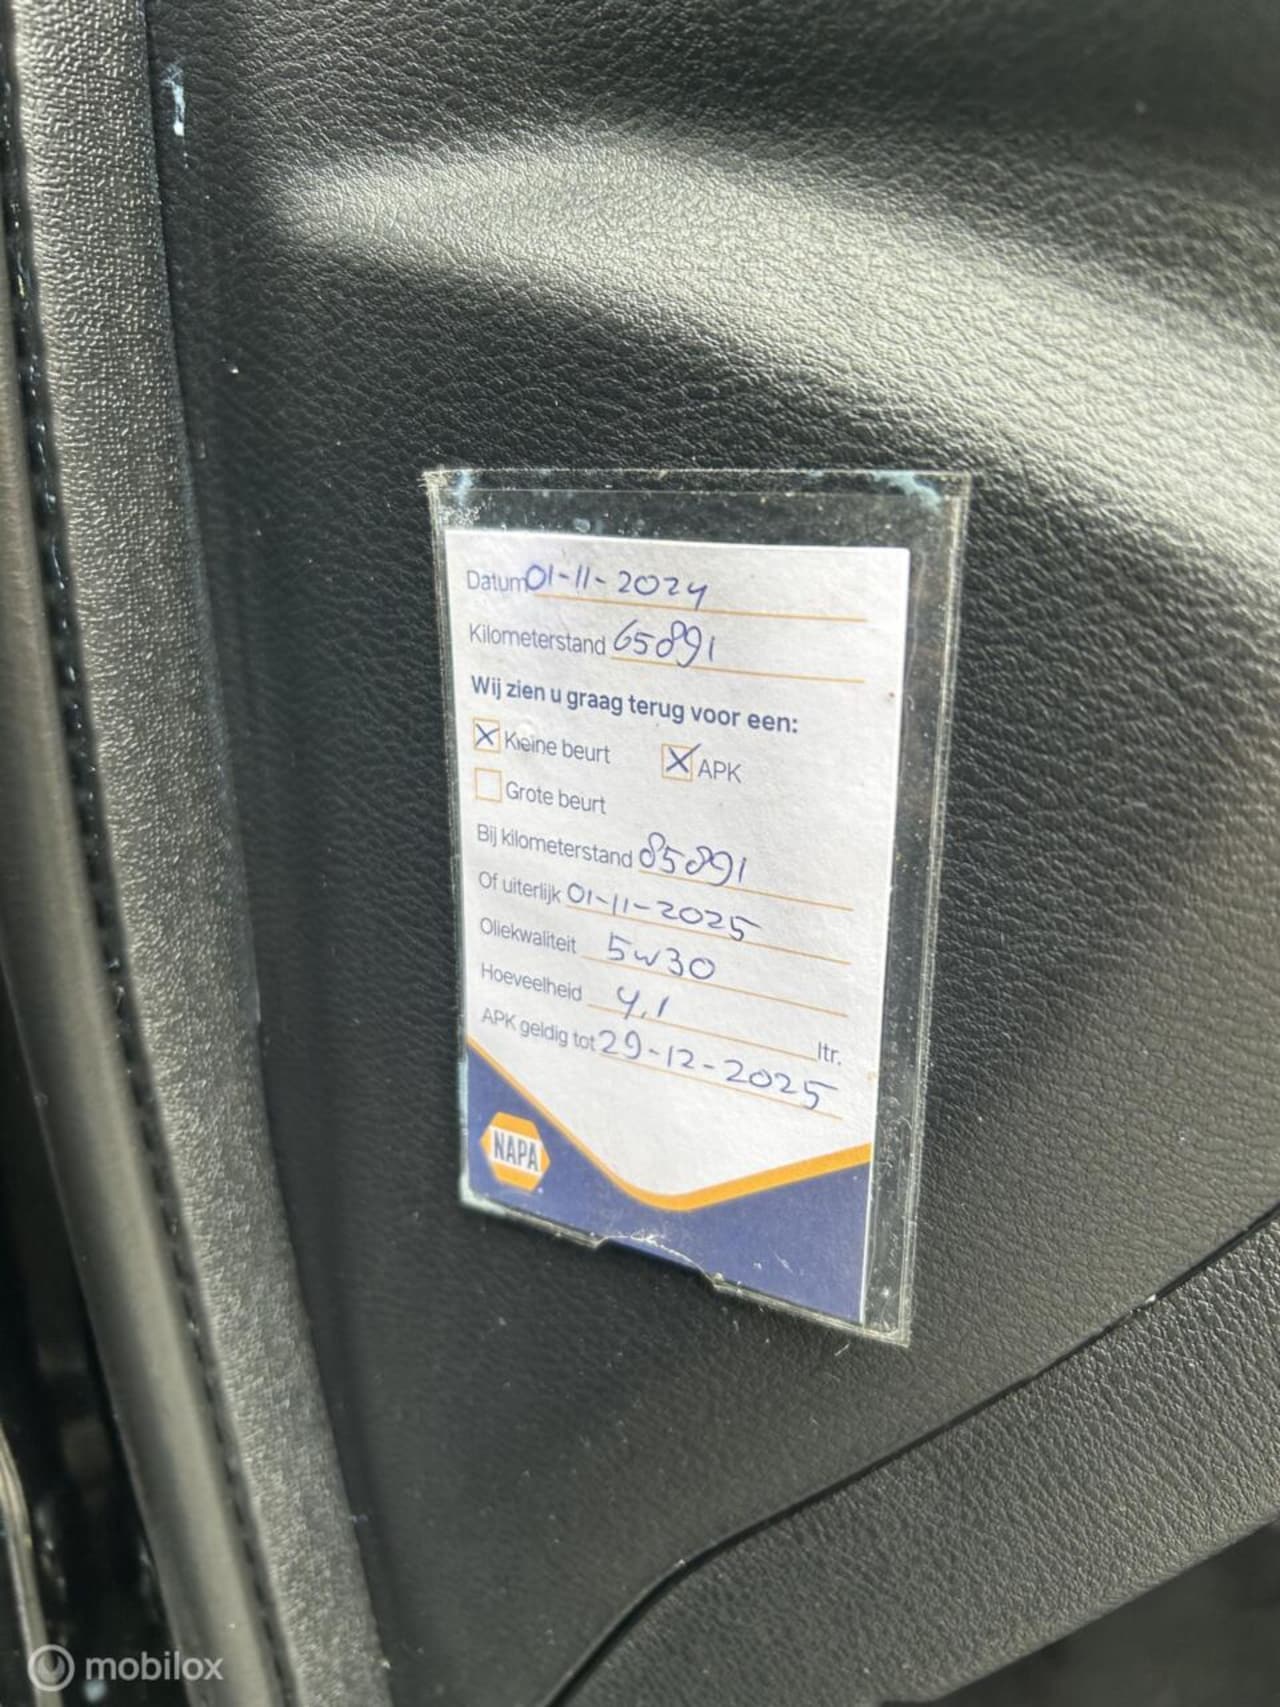 Datum 01-11-2024
Kilometerstand 65891
Wij zien u graag terug voor een:
Kleine beurt APK
Grote beurt
Bij kilometerstand 85891
Of uiterlijk 01-11-2025
Oliekwaliteit 5w30
Hoeveelheid 4,1 ltr.
APK geldig tot 29-12-2025
NAPA
mobilox